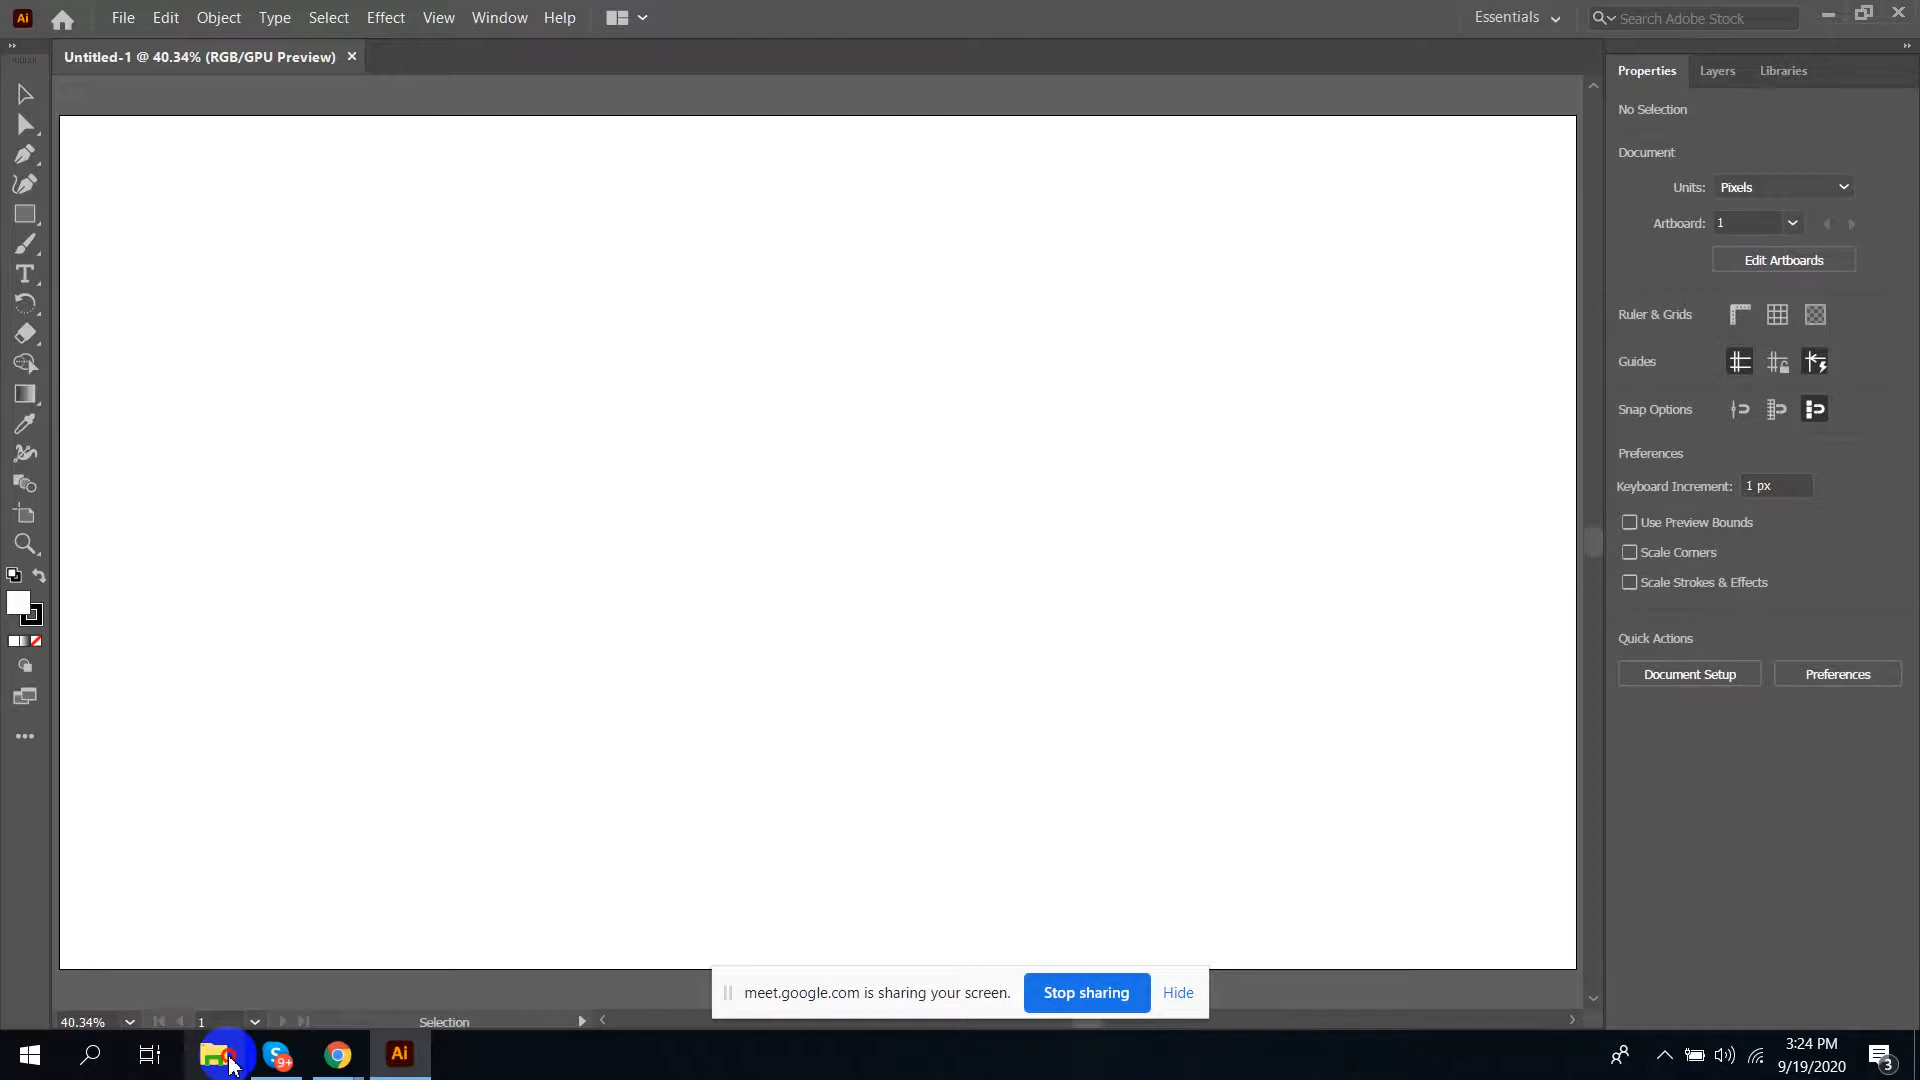 Ai File Edit Object Type Select Effect View Window Help Essentials Search Adobe Stock
Untitled-1 @ 40.34% (RGB/GPU Preview) ×
Properties Layers Libraries
No Selection
Document
Units: Pixels
Artboard: 1
Edit Artboards
Ruler & Grids
Guides
Snap Options
Preferences
Keyboard Increment: 1 px
Use Preview Bounds
Scale Corners
Scale Strokes & Effects
Quick Actions
Document Setup Preferences
meet.google.com is sharing your screen. Stop sharing Hide
40.34% 1 Selection
S 9+ Ai
3:24 PM
9/19/2020
3